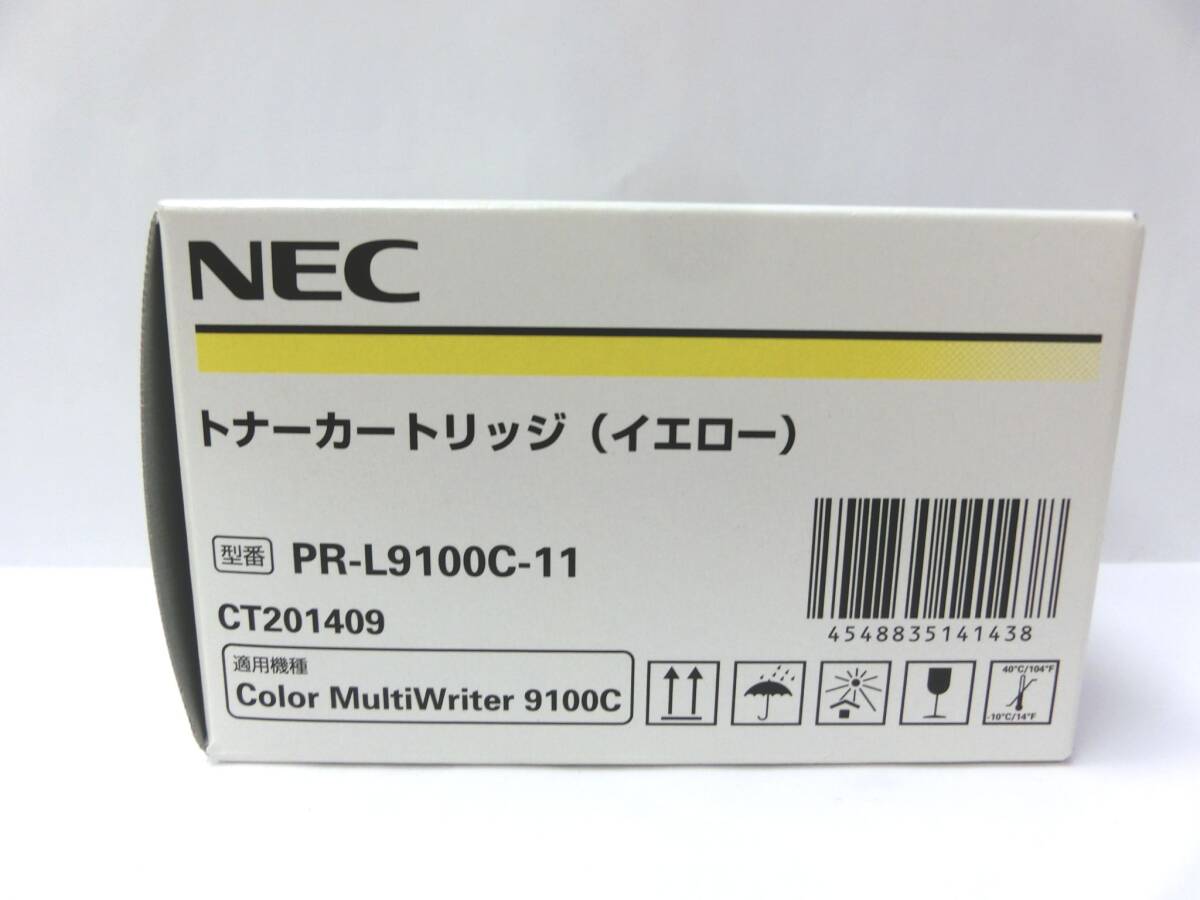 NEC
トナーカートリッジ（イエロー）
型番 PR-L9100C-11
CT201409
4548835141438
適用機種
Color MultiWriter 9100C
40°C/104°F
-10°C/14°F